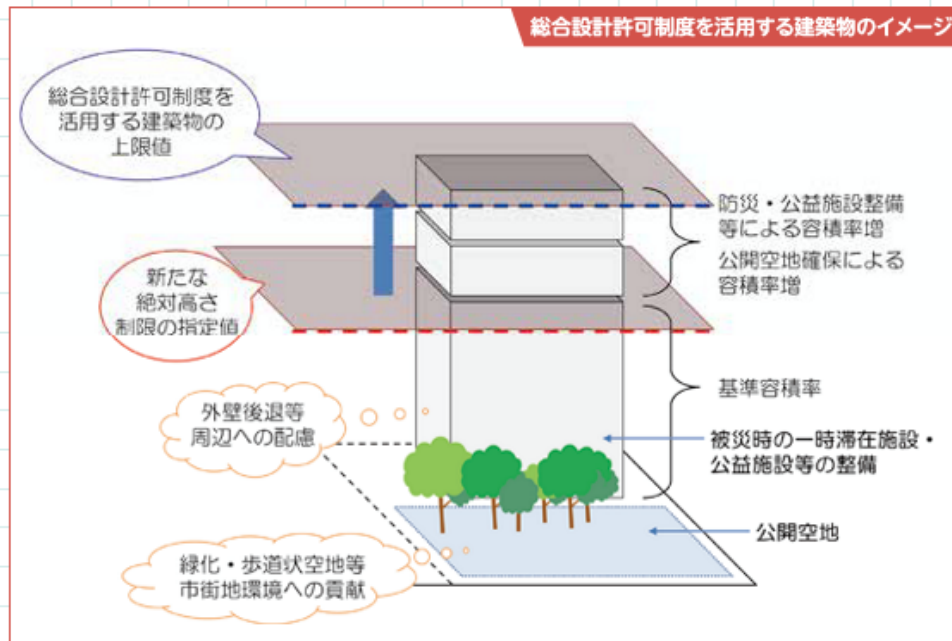 総合設計許可制度を活用する建築物のイメージ
総合設計許可制度を
活用する建築物の
上限値
防災・公益施設整備
等による容積率増
公開空地確保による
容積率増
新たな
絶対高さ
制限の指定値
基準容積率
外壁後退等
周辺への配慮
被災時の一時滞在施設・
公益施設等の整備
公開空地
緑化・歩道状空地等
市街地環境への貢献